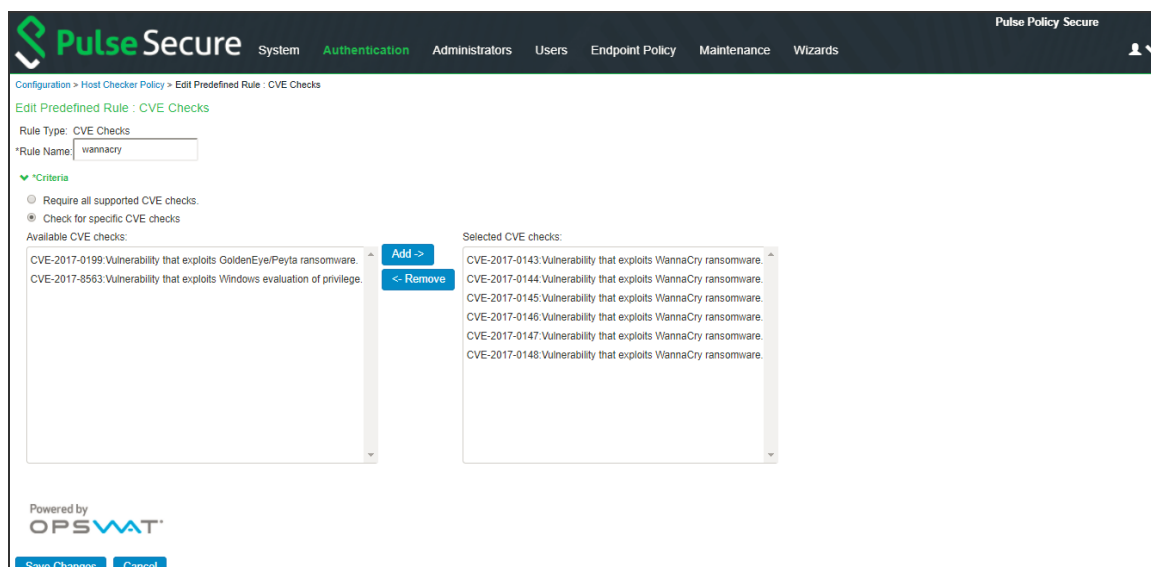 Pulse Policy Secure
Pulse Secure
System Authentication Administrators Users Endpoint Policy Maintenance Wizards
Configuration > Host Checker Policy > Edit Predefined Rule : CVE Checks
Edit Predefined Rule : CVE Checks
Rule Type: CVE Checks
*Rule Name: wannacry
*Criteria
Require all supported CVE checks.
Check for specific CVE checks
Available CVE checks:
CVE-2017-0199:Vulnerability that exploits GoldenEye/Peyta ransomware.
CVE-2017-8563:Vulnerability that exploits Windows evaluation of privilege.
Add ->
<- Remove
Selected CVE checks:
CVE-2017-0143:Vulnerability that exploits WannaCry ransomware.
CVE-2017-0144:Vulnerability that exploits WannaCry ransomware.
CVE-2017-0145:Vulnerability that exploits WannaCry ransomware.
CVE-2017-0146:Vulnerability that exploits WannaCry ransomware.
CVE-2017-0147:Vulnerability that exploits WannaCry ransomware.
CVE-2017-0148:Vulnerability that exploits WannaCry ransomware.
Powered by
OPSWAT
Save Changes Cancel